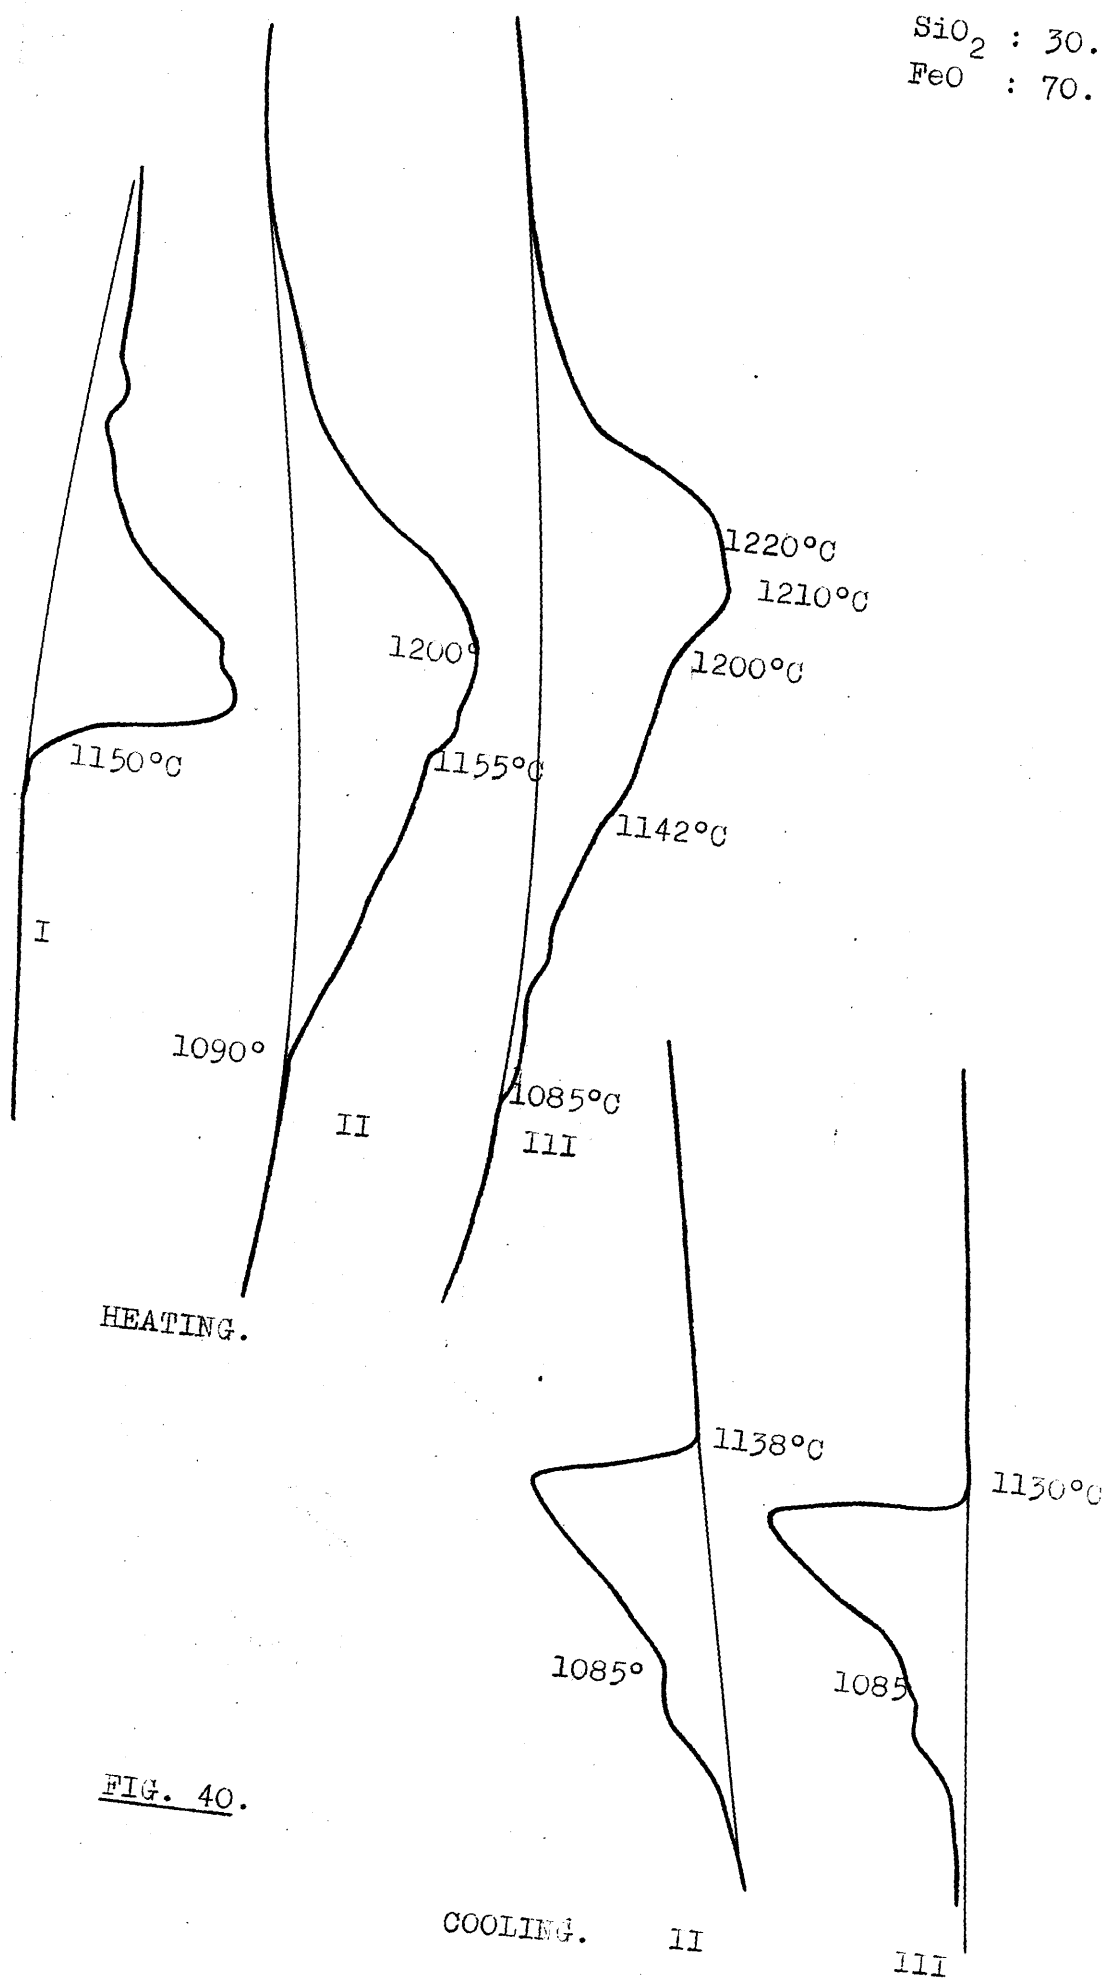 SiO2 : 30.
FeO : 70.
1220°C
1210°C
1200°
1200°C
1150°C
1155°C
1142°C
I
1090°
1085°C
II
III
HEATING.
1138°C
1130°C
1085°
1085
FIG. 40.
COOLING. II
III